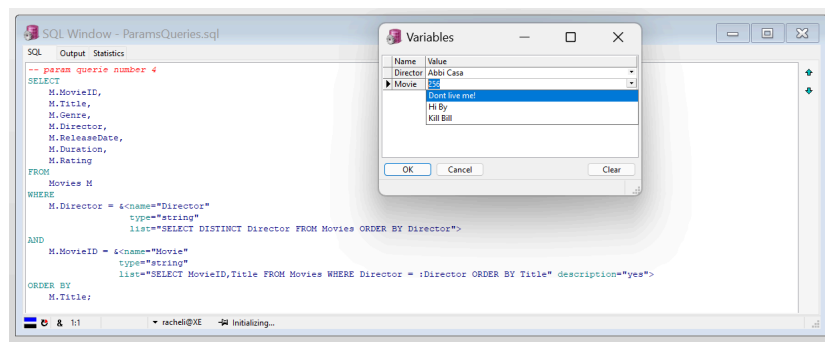 SQL Window - ParamsQueries.sql
SQL Output Statistics
-- param querie number 4
SELECT
M.MovieID,
M.Title,
M.Genre,
M.Director,
M.ReleaseDate,
M.Duration,
M.Rating
FROM
Movies M
WHERE
M.Director = &<name="Director"
type="string"
list="SELECT DISTINCT Director FROM Movies ORDER BY Director">
AND
M.MovieID = &<name="Movie"
type="string"
list="SELECT MovieID,Title FROM Movies WHERE Director = :Director ORDER BY Title" description="yes">
ORDER BY
M.Title;
Variables
Name Value
Director Abbi Casa
Movie 256
Dont live me!
Hi By
Kill Bill
OK Cancel Clear
& 1:1 racheli@XE Initializing...